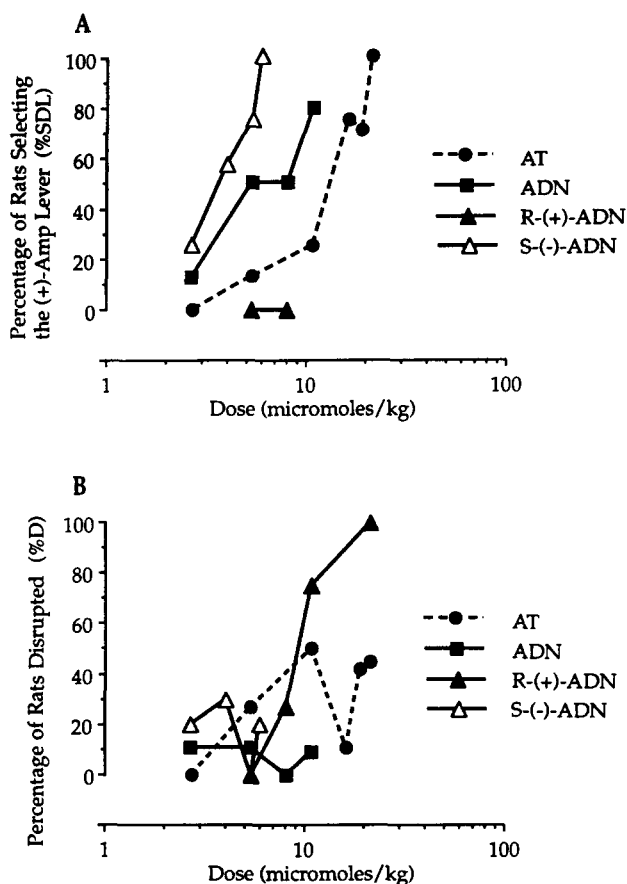 A
Percentage of Rats Selecting
the (+)-Amp Lever (%SDL)
100
80
60
40
20
0
AT
ADN
R-(+)-ADN
S-(-)-ADN
1
10
100
Dose (micromoles/kg)
B
Percentage of Rats Disrupted (%D)
100
80
60
40
20
0
AT
ADN
R-(+)-ADN
S-(-)-ADN
1
10
100
Dose (micromoles/kg)